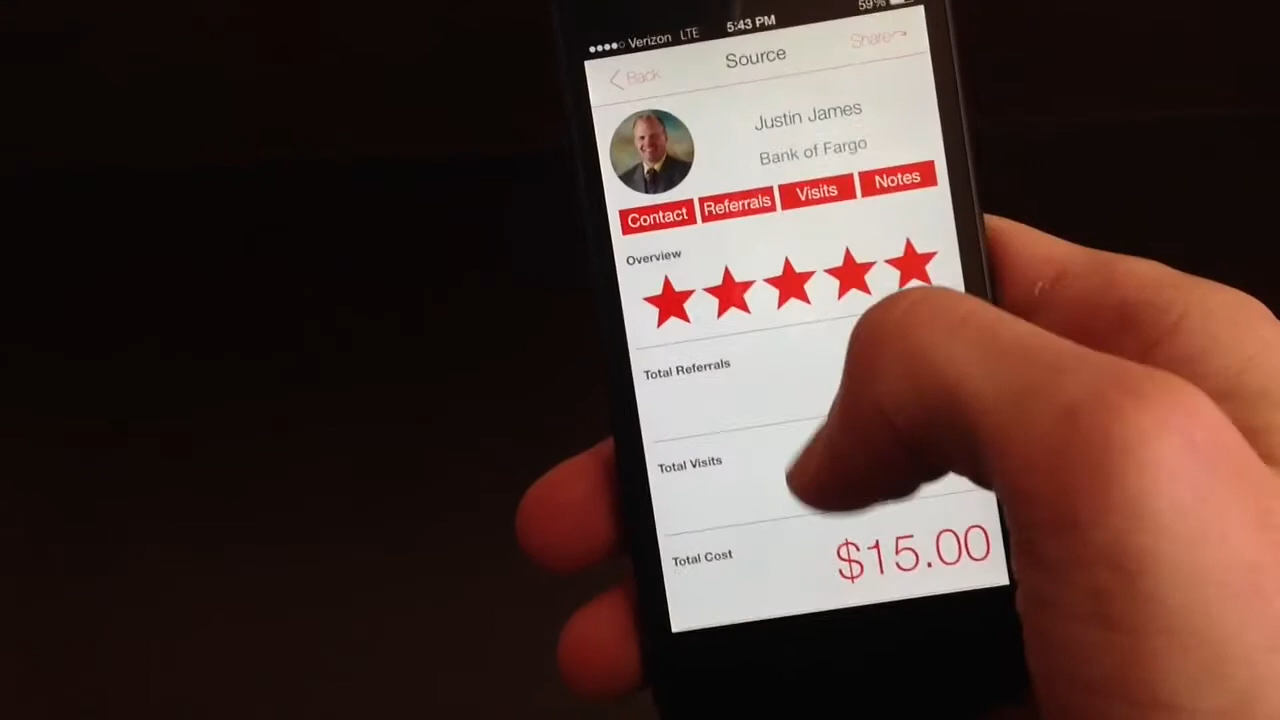 Verizon LTE 5:43 PM 59%
Back Source Share
Justin James
Bank of Fargo
Contact Referrals Visits Notes
Overview
Total Referrals
Total Visits
Total Cost $15.00